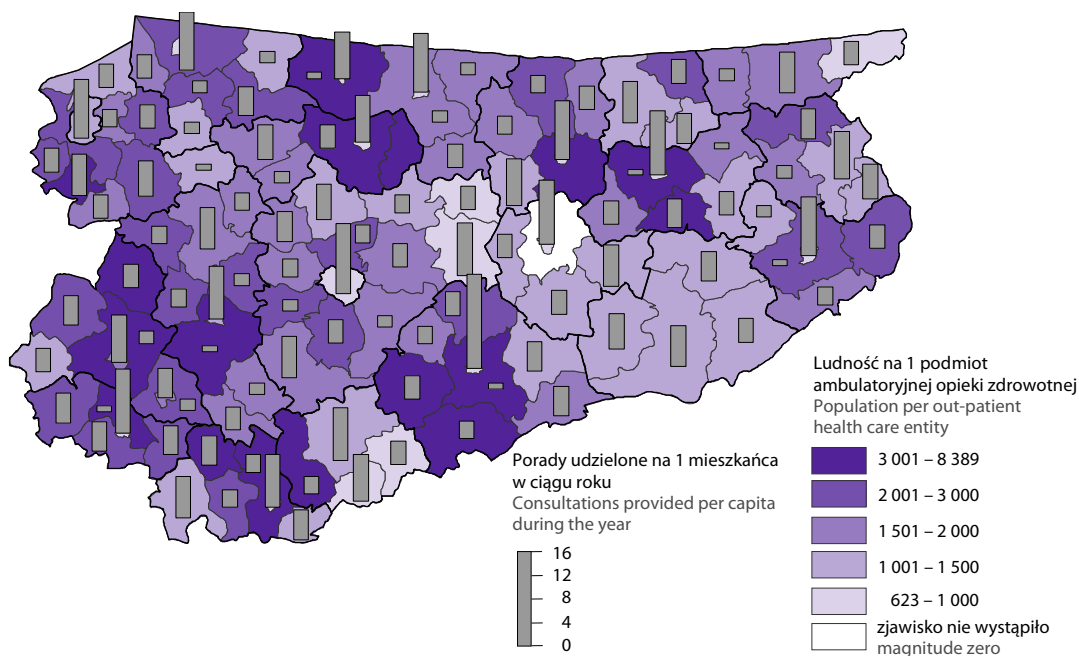 Porady udzielone na 1 mieszkańca
w ciągu roku
Consultations provided per capita
during the year
16
12
8
4
0
Ludność na 1 podmiot
ambulatoryjnej opieki zdrowotnej
Population per out-patient
health care entity
3 001 – 8 389
2 001 – 3 000
1 501 – 2 000
1 001 – 1 500
623 – 1 000
zjawisko nie wystąpiło
magnitude zero